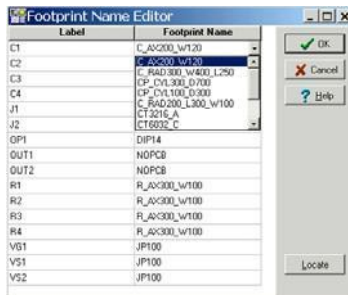 Footprint Name Editor
Label Footprint Name
C1 C_AX200_W120
C2 C_AX200_W120
C3 C_RAD300_W400_L250
CP_CYL300_D700
C4 CP_CYL100_D300
J1 C_RAD200_L300_W100
CT3216_A
J2 CT6032_C
OP1 DIP14
OUT1 NOPCB
OUT2 NOPCB
R1 R_AX300_W100
R2 R_AX300_W100
R3 R_AX300_W100
R4 R_AX300_W100
VG1 JP100
VS1 JP100
VS2 JP100
OK
Cancel
Help
Locate